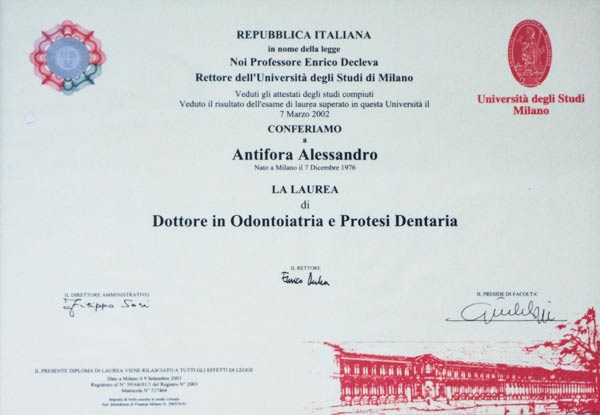 REPUBBLICA ITALIANA
in nome della legge
Noi Professore Enrico Decleva
Rettore dell'Università degli Studi di Milano
Veduti gli attestati degli studi compiuti
Veduto il risultato dell'esame di laurea superato in questa Università il
7 Marzo 2002
CONFERIAMO
a
Antifora Alessandro
Nato a Milano il 7 Dicembre 1976
LA LAUREA
di
Dottore in Odontoiatria e Protesi Dentaria
Università degli Studi
Milano
IL DIRETTORE AMMINISTRATIVO
IL RETTORE
Enrico Decleva
IL PRESIDE DI FACOLTA'
IL PRESENTE DIPLOMA DI LAUREA VIENE RILASCIATO A TUTTI GLI EFFETTI DI LEGGE
Dato a Milano il 9 Settembre 2003